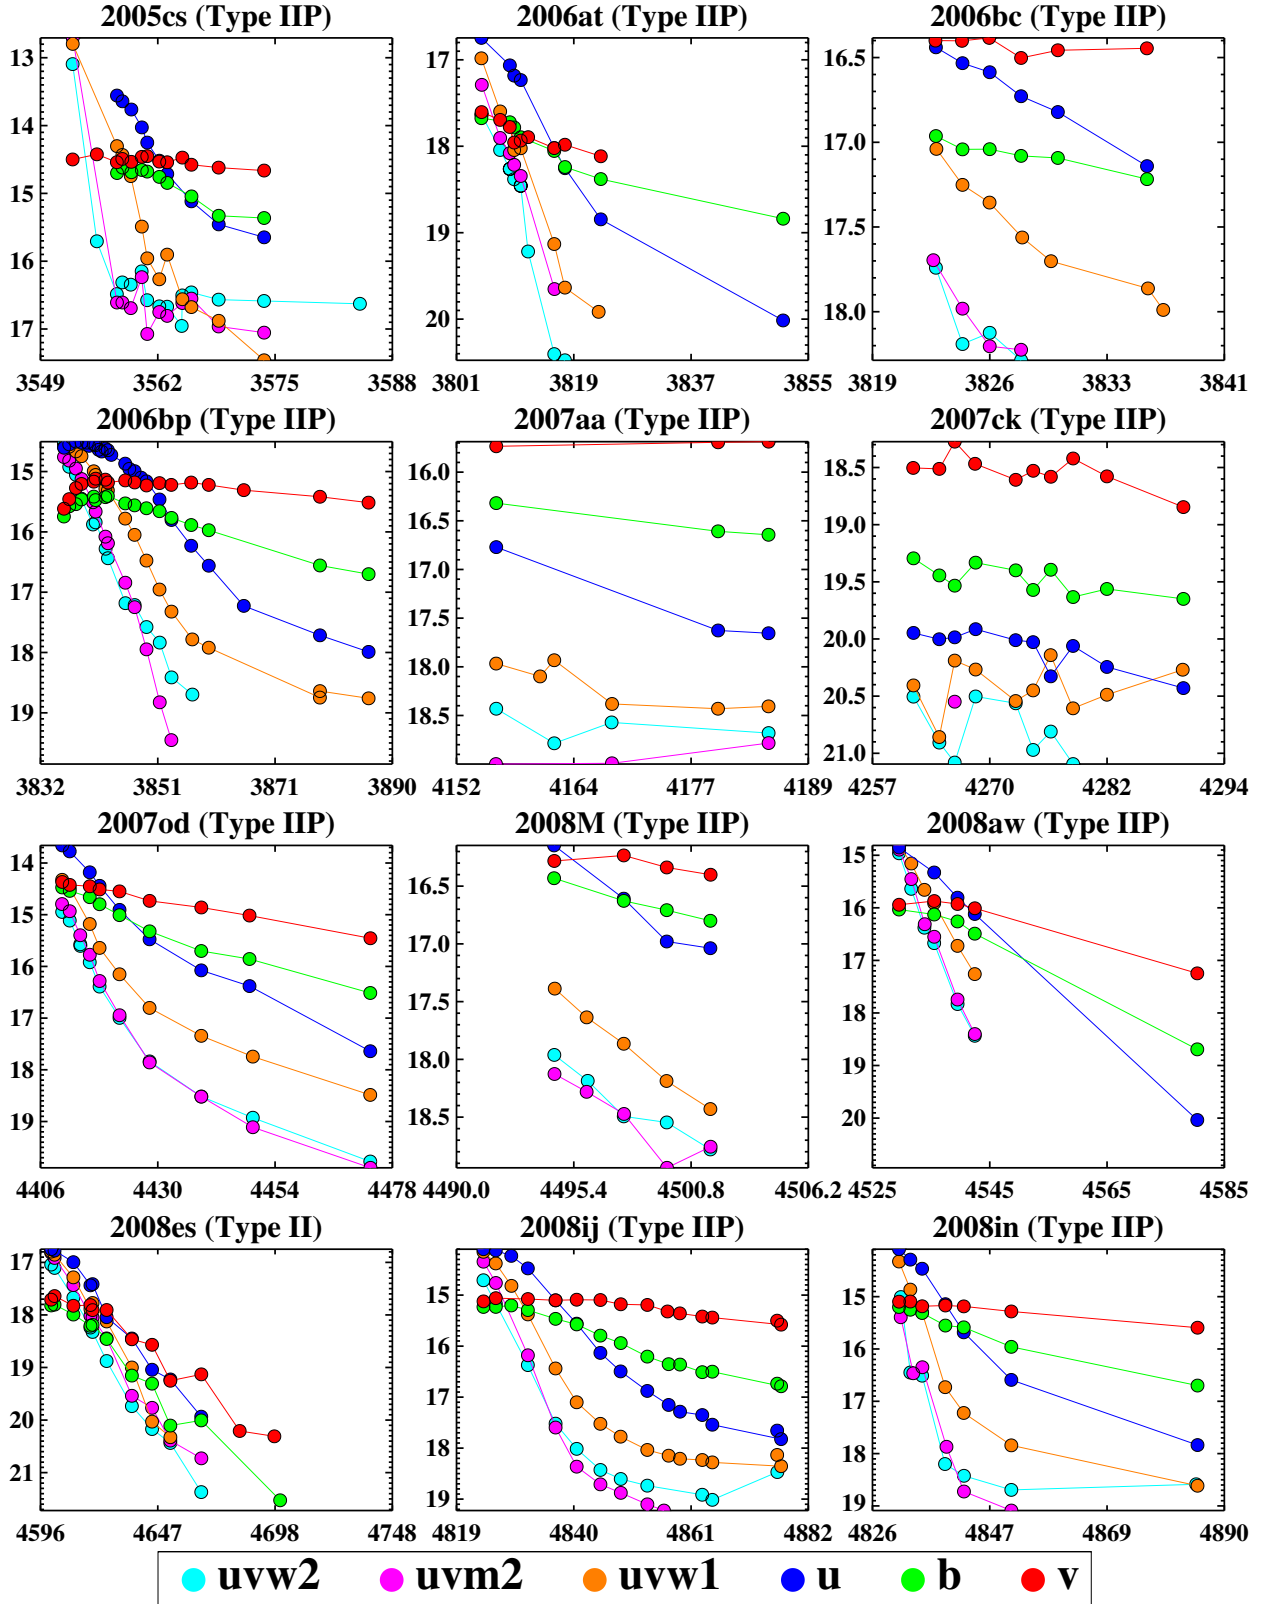 2005cs (Type IIP)
2006at (Type IIP)
2006bc (Type IIP)
13
14
15
16
17
3549 3562 3575 3588
17
18
19
20
3801 3819 3837 3855
16.5
17.0
17.5
18.0
3819 3826 3833 3841
2006bp (Type IIP)
2007aa (Type IIP)
2007ck (Type IIP)
15
16
17
18
19
3832 3851 3871 3890
16.0
16.5
17.0
17.5
18.0
18.5
4152 4164 4177 4189
18.5
19.0
19.5
20.0
20.5
21.0
4257 4270 4282 4294
2007od (Type IIP)
2008M (Type IIP)
2008aw (Type IIP)
14
15
16
17
18
19
4406 4430 4454 4478
16.5
17.0
17.5
18.0
18.5
4490.0 4495.4 4500.8 4506.2
15
16
17
18
19
20
4525 4545 4565 4585
2008es (Type II)
2008ij (Type IIP)
2008in (Type IIP)
17
18
19
20
21
4596 4647 4698 4748
15
16
17
18
19
4819 4840 4861 4882
15
16
17
18
19
4826 4847 4869 4890
uvw2 uvm2 uvw1 u b v